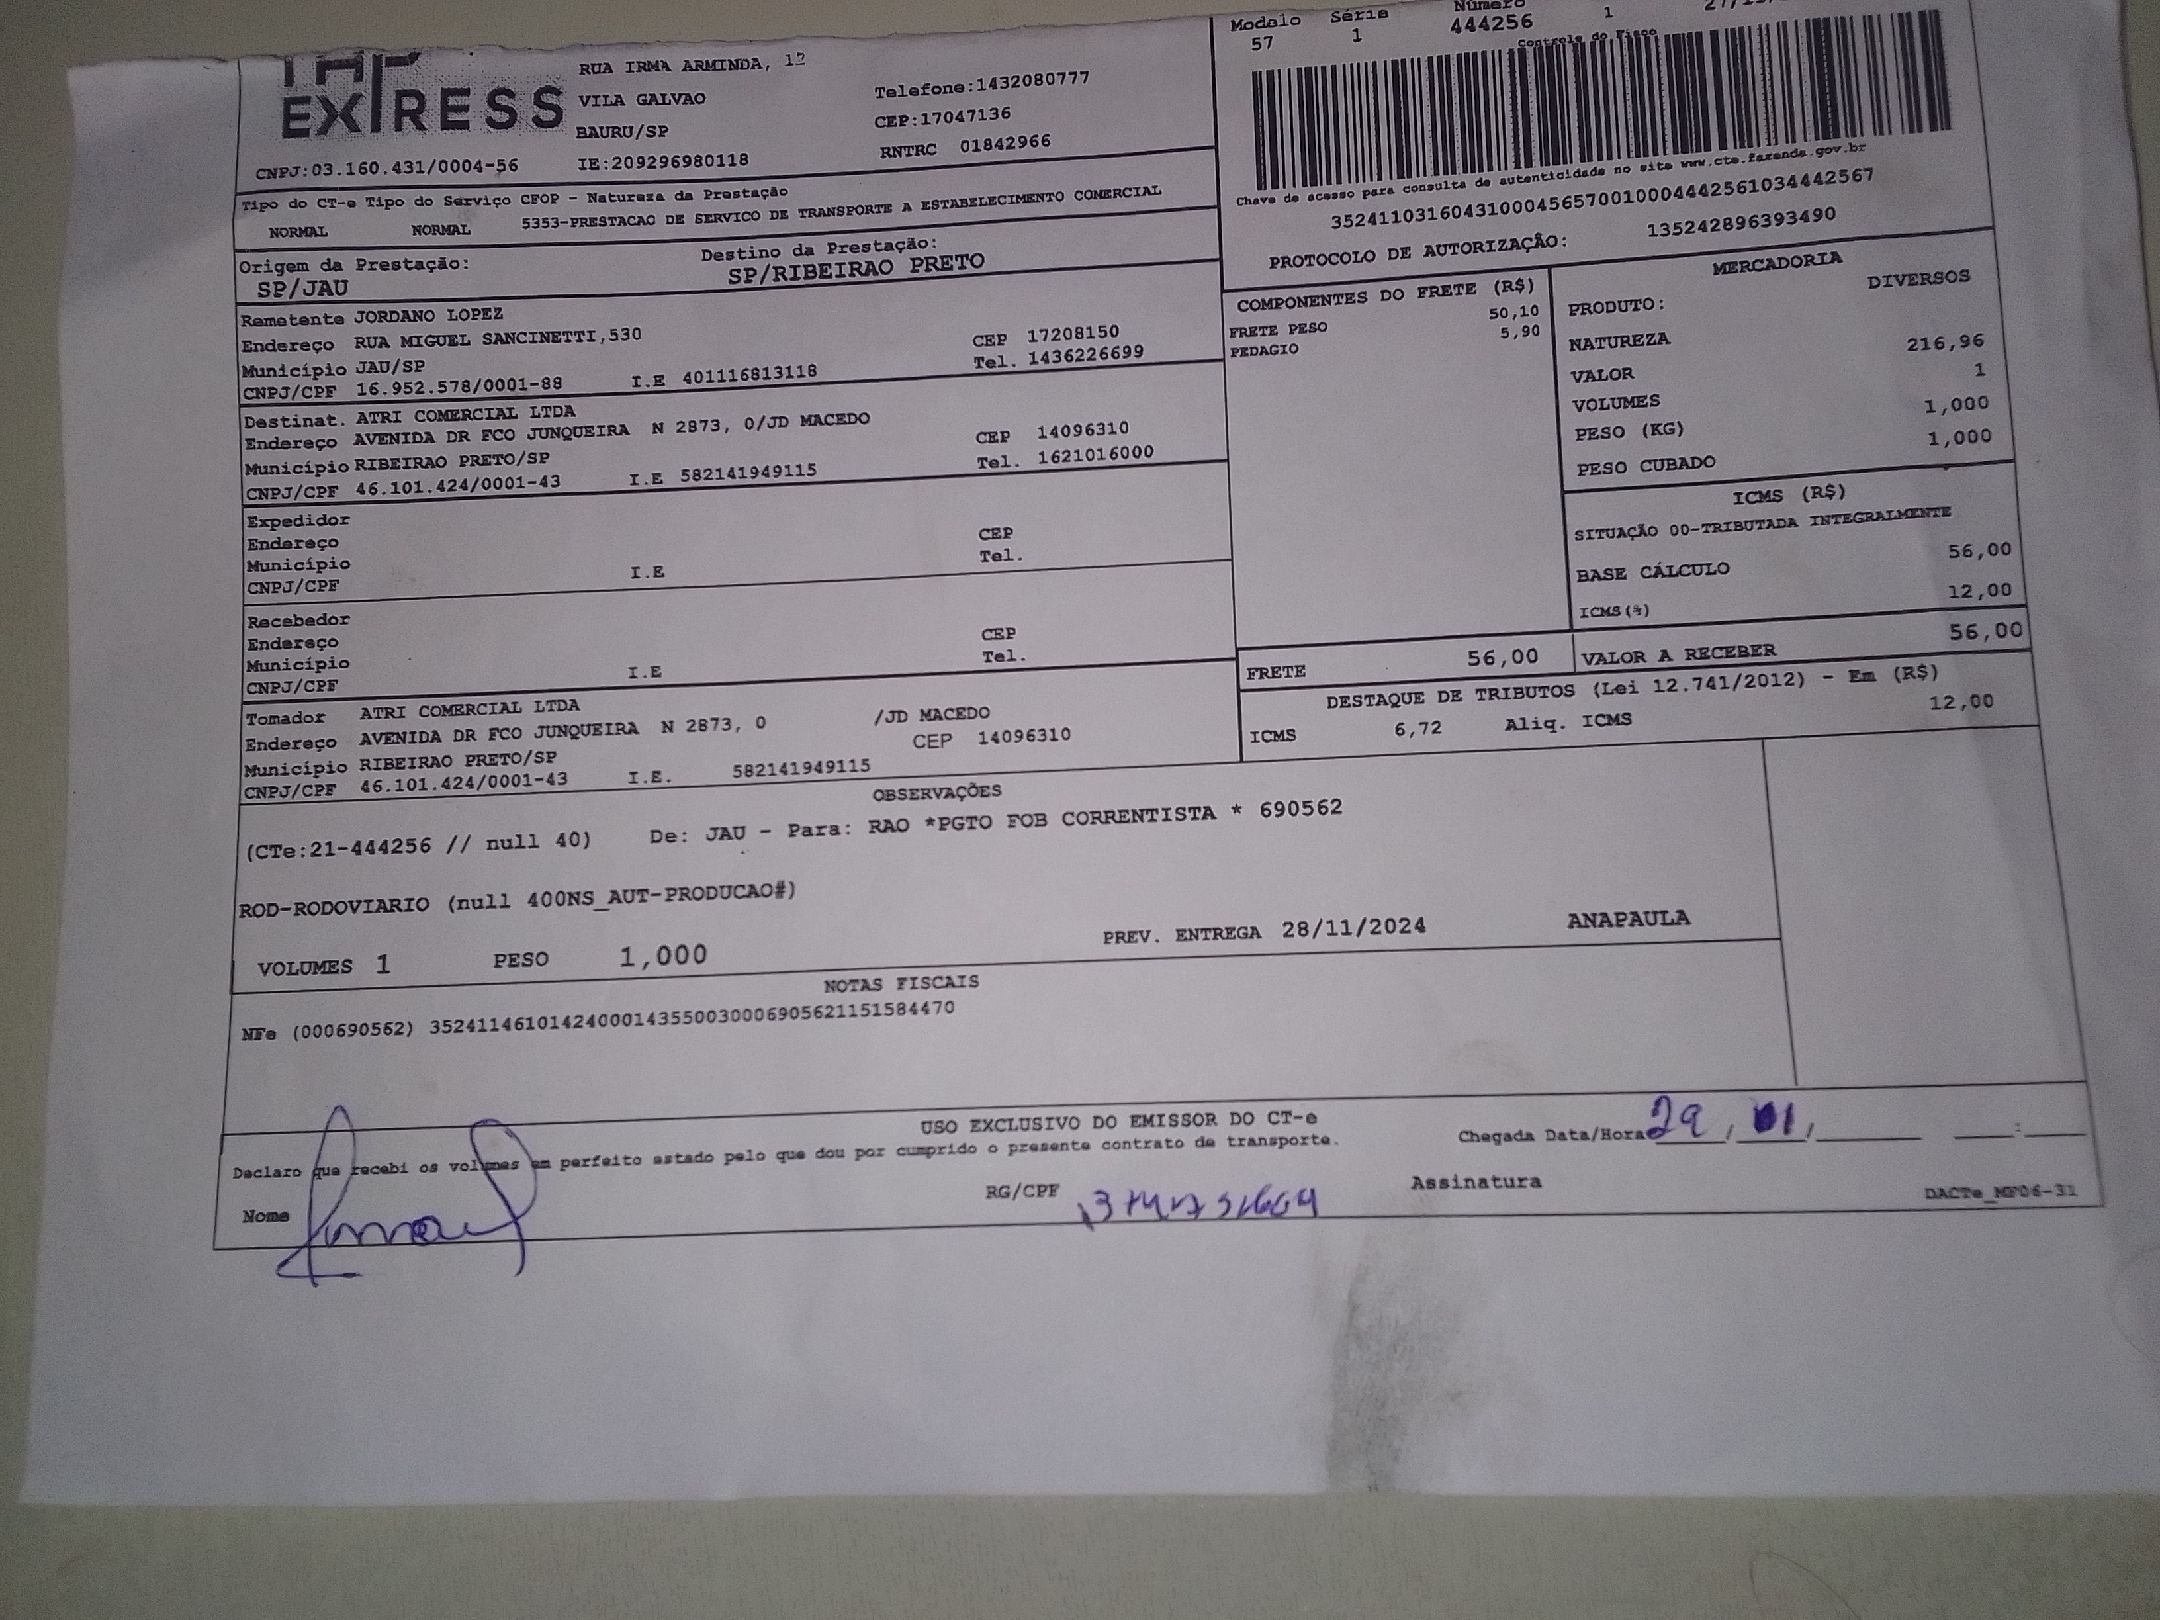 EXPRESS
RUA IRMA ARMINDA, 12
VILA GALVAO
BAURU/SP
Telefone:1432080777
CEP:17047136
CNPJ:03.160.431/0004-56 IE:209296980118 RNTRC 01842966
Modelo Série Número
57 1 444256 1
Controle do Fisco
Chave de acesso para consulta de autenticidade no site www.cte.fazenda.gov.br
35241103160431000456570010004442561034442567
PROTOCOLO DE AUTORIZAÇÃO: 135242896393490
Tipo do CT-e Tipo do Serviço CFOP - Natureza da Prestação
NORMAL NORMAL 5353-PRESTACAO DE SERVICO DE TRANSPORTE A ESTABELECIMENTO COMERCIAL
Origem da Prestação: Destino da Prestação:
SP/JAU SP/RIBEIRAO PRETO
Remetente JORDANO LOPEZ
Endereço RUA MIGUEL SANCINETTI,530 CEP 17208150
Município JAU/SP Tel. 1436226699
CNPJ/CPF 16.952.578/0001-88 I.E 401116813118
Destinat. ATRI COMERCIAL LTDA
Endereço AVENIDA DR FCO JUNQUEIRA N 2873, 0/JD MACEDO CEP 14096310
Município RIBEIRAO PRETO/SP Tel. 1621016000
CNPJ/CPF 46.101.424/0001-43 I.E 582141949115
Expedidor
Endereço CEP
Município Tel.
CNPJ/CPF I.E
Recebedor
Endereço CEP
Município Tel.
CNPJ/CPF I.E
Tomador ATRI COMERCIAL LTDA
Endereço AVENIDA DR FCO JUNQUEIRA N 2873, 0 /JD MACEDO
Município RIBEIRAO PRETO/SP CEP 14096310
CNPJ/CPF 46.101.424/0001-43 I.E. 582141949115
COMPONENTES DO FRETE (R$)
FRETE PESO 50,10
PEDAGIO 5,90
MERCADORIA
PRODUTO: DIVERSOS
NATUREZA
VALOR 216,96
VOLUMES 1
PESO (KG) 1,000
PESO CUBADO 1,000
ICMS (R$)
SITUAÇÃO 00-TRIBUTADA INTEGRALMENTE
BASE CÁLCULO 56,00
ICMS(%) 12,00
FRETE 56,00 VALOR A RECEBER 56,00
DESTAQUE DE TRIBUTOS (Lei 12.741/2012) - Em (R$)
ICMS 6,72 Aliq. ICMS 12,00
OBSERVAÇÕES
(CTe:21-444256 // null 40) De: JAU - Para: RAO *PGTO FOB CORRENTISTA * 690562
ROD-RODOVIARIO (null 400NS_AUT-PRODUCAO#)
VOLUMES 1 PESO 1,000 PREV. ENTREGA 28/11/2024 ANAPAULA
NOTAS FISCAIS
NFe (000690562) 35241146101424000143550030006905621151584470
USO EXCLUSIVO DO EMISSOR DO CT-e
Declaro que recebi os volumes em perfeito estado pelo que dou por cumprido o presente contrato de transporte.
Chegada Data/Hora 29 / /
Nome RG/CPF Assinatura
DACTe_MF06-31